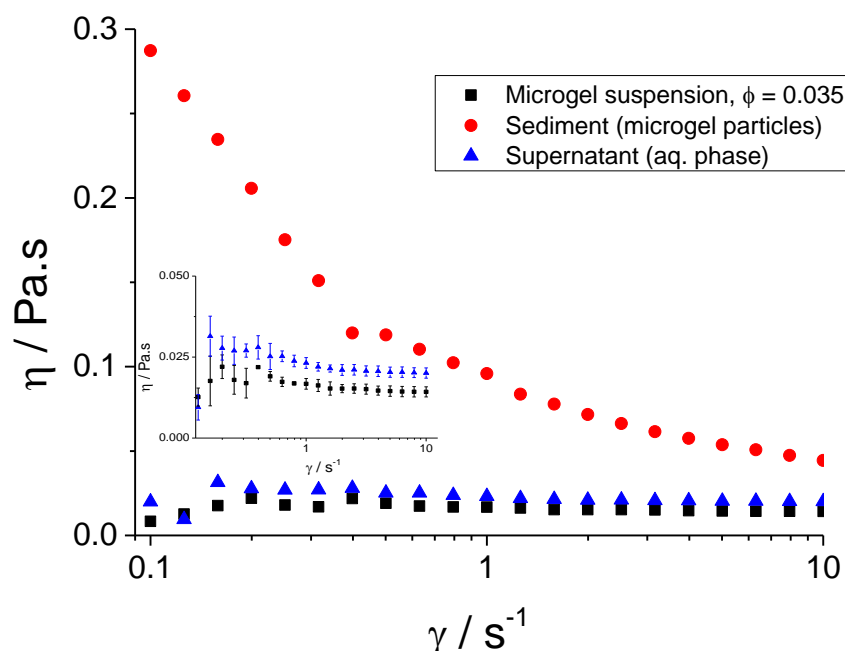 0.3
0.2
0.1
0.0
η / Pa.s
Microgel suspension, ϕ = 0.035
Sediment (microgel particles)
Supernatant (aq. phase)
0.050
0.025
0.000
η / Pa.s
1
10
γ / s⁻¹
0.1
1
10
γ / s⁻¹